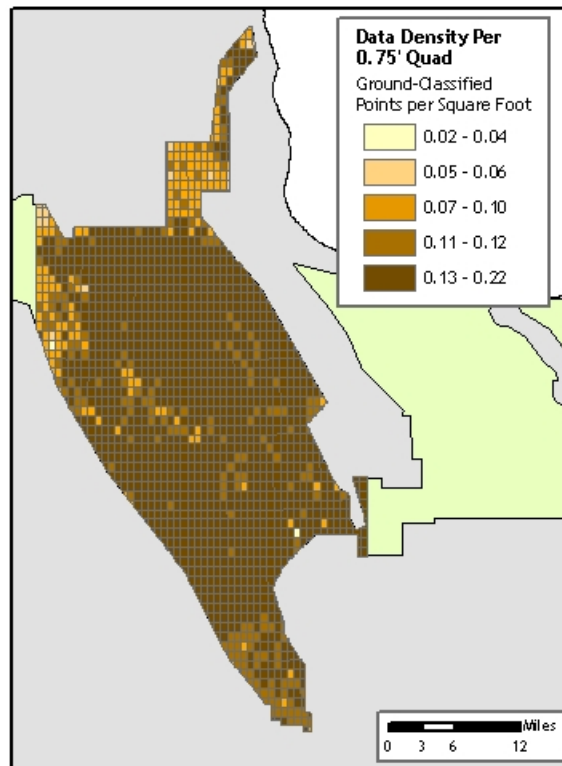 Data Density Per
0.75' Quad
Ground-Classified
Points per Square Foot
0.02 - 0.04
0.05 - 0.06
0.07 - 0.10
0.11 - 0.12
0.13 - 0.22
Miles
0 3 6 12